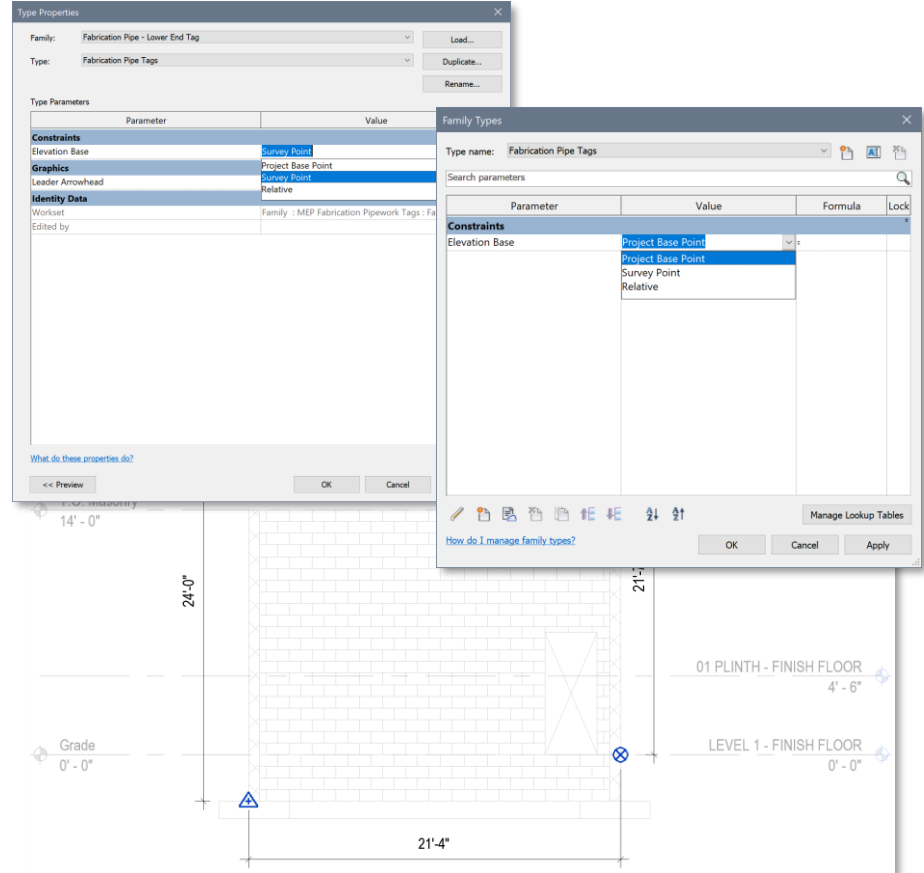 Type Properties
Family: Fabrication Pipe - Lower End Tag Load...
Type: Fabrication Pipe Tags Duplicate...
Rename...
Type Parameters
Parameter Value
Constraints
Elevation Base Survey Point
Project Base Point
Graphics Survey Point
Leader Arrowhead Relative
Identity Data
Workset Family : MEP Fabrication Pipework Tags : Fa
Edited by
What do these properties do?
<< Preview OK Cancel
Family Types
Type name: Fabrication Pipe Tags
Search parameters
Parameter Value Formula Lock
Constraints
Elevation Base Project Base Point =
Project Base Point
Survey Point
Relative
Manage Lookup Tables
How do I manage family types?
OK Cancel Apply
T.O. Masonry
14' - 0"
24'-0"
21'-
01 PLINTH - FINISH FLOOR
4' - 6"
Grade
0' - 0"
LEVEL 1 - FINISH FLOOR
0' - 0"
21'-4"